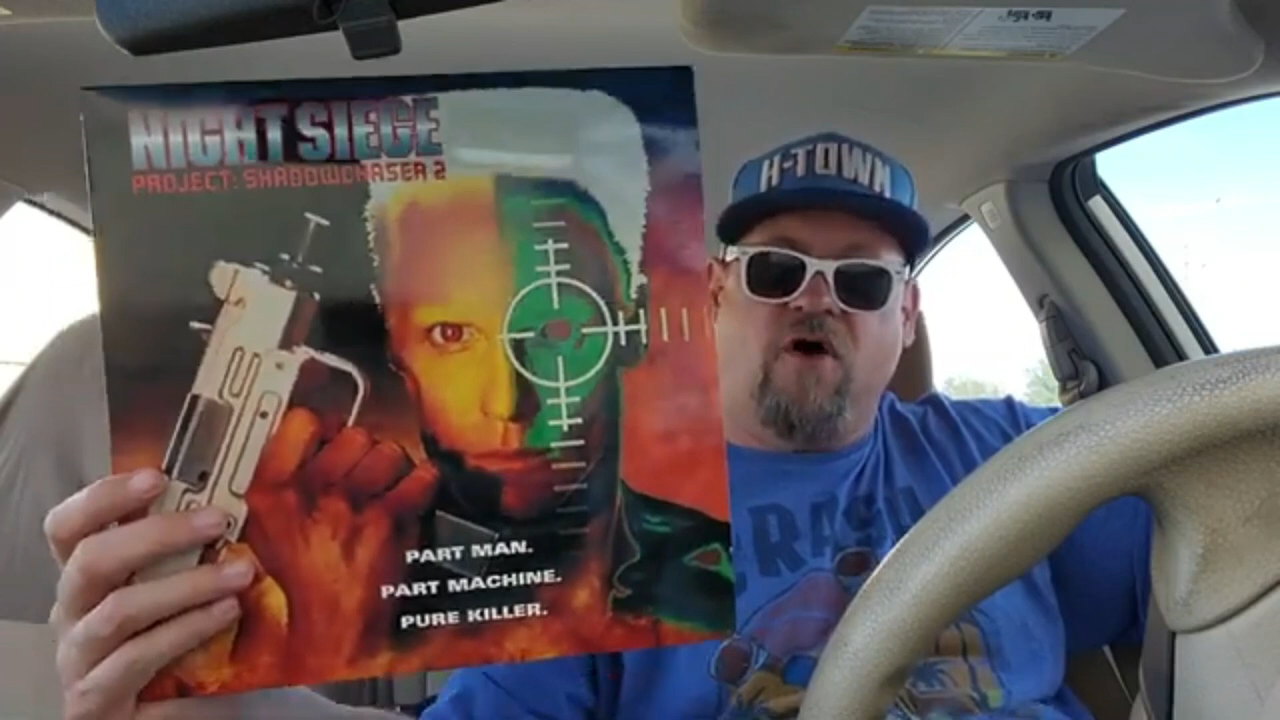 NIGHT SIEGE
PROJECT: SHADOWCHASER 2
H-TOWN
PART MAN.
PART MACHINE.
PURE KILLER.